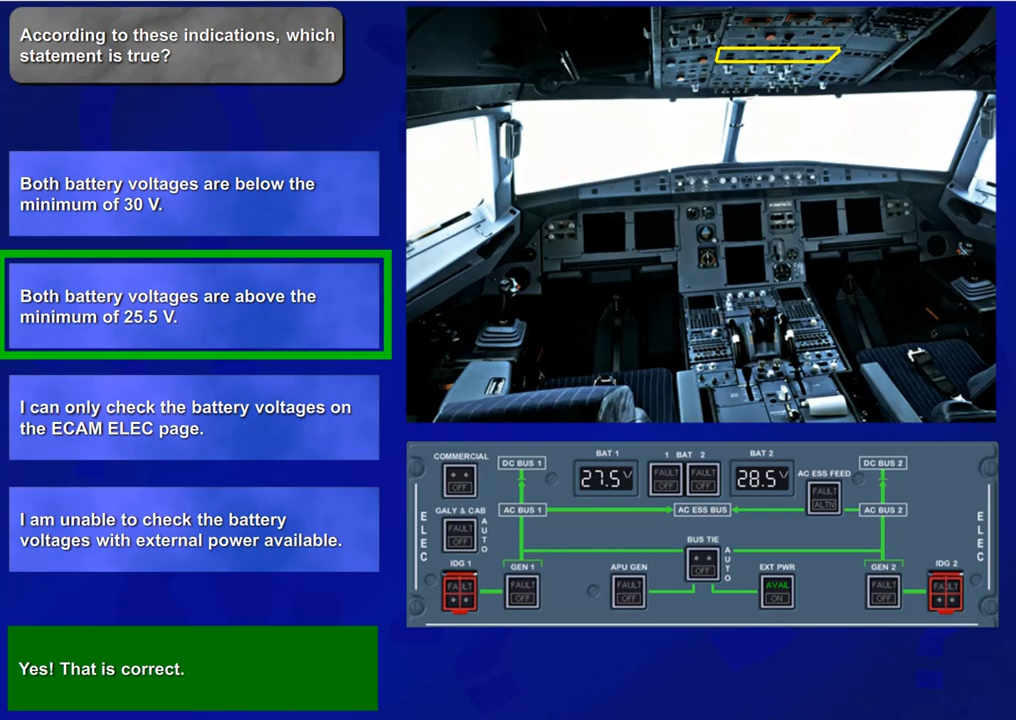 According to these indications, which
statement is true?
Both battery voltages are below the
minimum of 30 V.
Both battery voltages are above the
minimum of 25.5 V.
I can only check the battery voltages on
the ECAM ELEC page.
I am unable to check the battery
voltages with external power available.
Yes! That is correct.
COMMERCIAL
OFF
DC BUS 1
BAT 1
27.5 V
1 BAT 2
FAULT
OFF
FAULT
OFF
BAT 2
28.5 V
AC ESS FEED
FAULT
ALTN
DC BUS 2
GALY & CAB
FAULT
OFF
AUTO
AC BUS 1
AC ESS BUS
AC BUS 2
ELEC
ELEC
BUS TIE
OFF
AUTO
IDG 1
FAULT
GEN 1
FAULT
OFF
APU GEN
FAULT
OFF
EXT PWR
AVAIL
ON
GEN 2
FAULT
OFF
IDG 2
FAULT